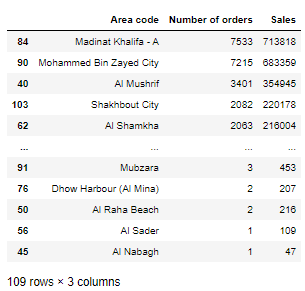 Area code Number of orders Sales
84 Madinat Khalifa - A 7533 713818
90 Mohammed Bin Zayed City 7215 683359
40 Al Mushrif 3401 354945
103 Shakhbout City 2082 220178
62 Al Shamkha 2063 216004
... ... ... ...
91 Mubzara 3 453
76 Dhow Harbour (Al Mina) 2 207
50 Al Raha Beach 2 216
56 Al Sader 1 109
45 Al Nabagh 1 47
109 rows × 3 columns